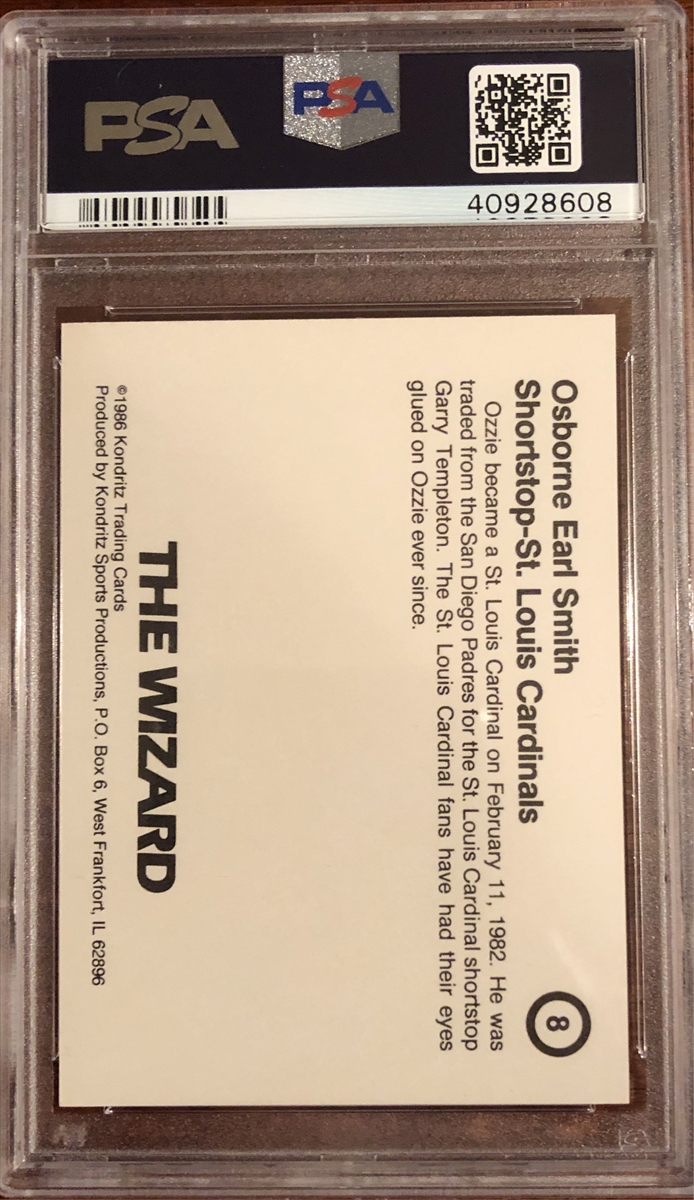 PSA
PSA
40928608
Osborne Earl Smith
Shortstop-St. Louis Cardinals
8
Ozzie became a St. Louis Cardinal on February 11, 1982. He was
traded from the San Diego Padres for the St. Louis Cardinal shortstop
Garry Templeton. The St. Louis Cardinal fans have had their eyes
glued on Ozzie ever since.
THE WIZARD
©1986 Kondritz Trading Cards
Produced by Kondritz Sports Productions, P.O. Box 6, West Frankfort, IL 62896